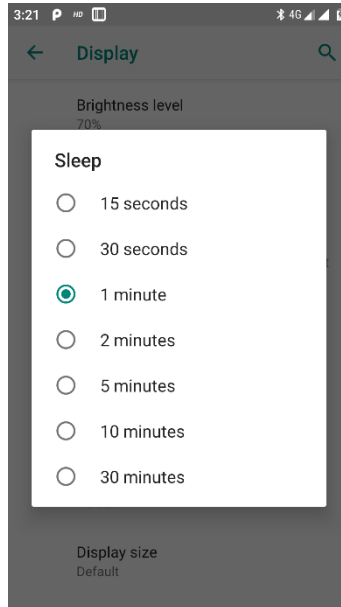 3:21 P HD 4G
Display
Brightness level
70%
Sleep
15 seconds
30 seconds
1 minute
2 minutes
5 minutes
10 minutes
30 minutes
Display size
Default